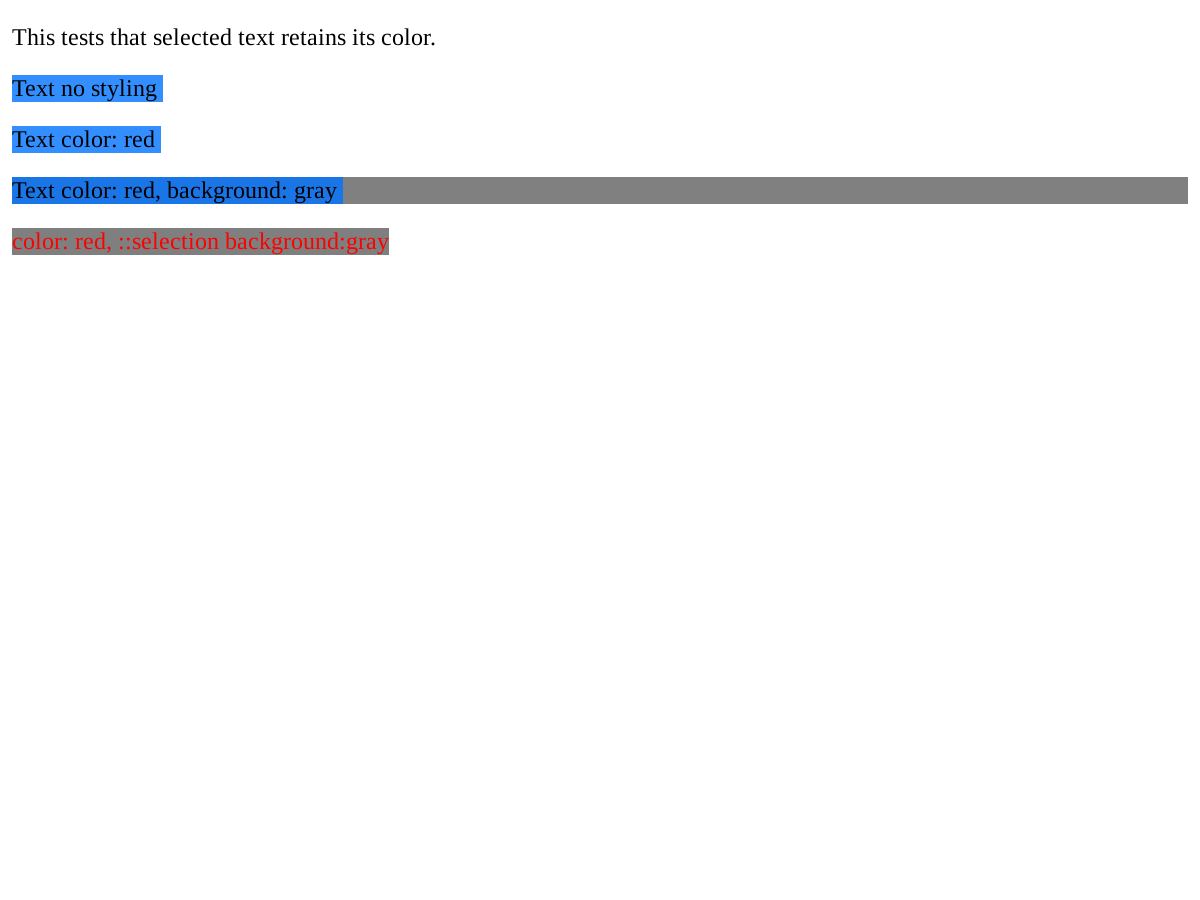 This tests that selected text retains its color.
Text no styling
Text color: red
Text color: red, background: gray
color: red, ::selection background:gray